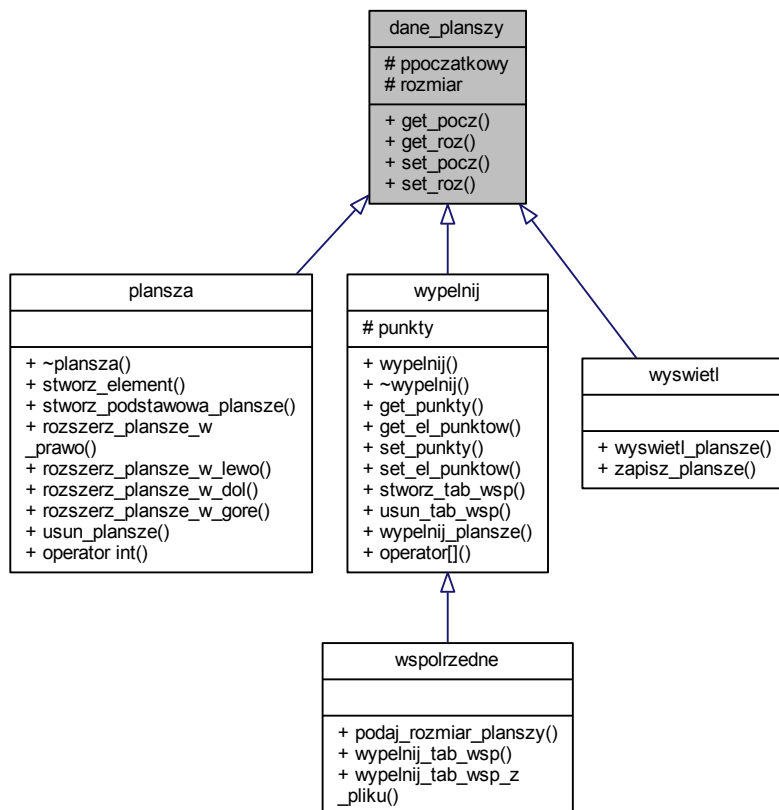 dane_planszy
# ppoczatkowy
# rozmiar
+ get_pocz()
+ get_roz()
+ set_pocz()
+ set_roz()
plansza
+ ~plansza()
+ stworz_element()
+ stworz_podstawowa_plansze()
+ rozszerz_plansze_w
_prawo()
+ rozszerz_plansze_w_lewo()
+ rozszerz_plansze_w_dol()
+ rozszerz_plansze_w_gore()
+ usun_plansze()
+ operator int()
wypelnij
# punkty
+ wypelnij()
+ ~wypelnij()
+ get_punkty()
+ get_el_punktow()
+ set_punkty()
+ set_el_punktow()
+ stworz_tab_wsp()
+ usun_tab_wsp()
+ wypelnij_plansze()
+ operator[]()
wyswietl
+ wyswietl_plansze()
+ zapisz_plansze()
wspolrzedne
+ podaj_rozmiar_planszy()
+ wypelnij_tab_wsp()
+ wypelnij_tab_wsp_z
_pliku()